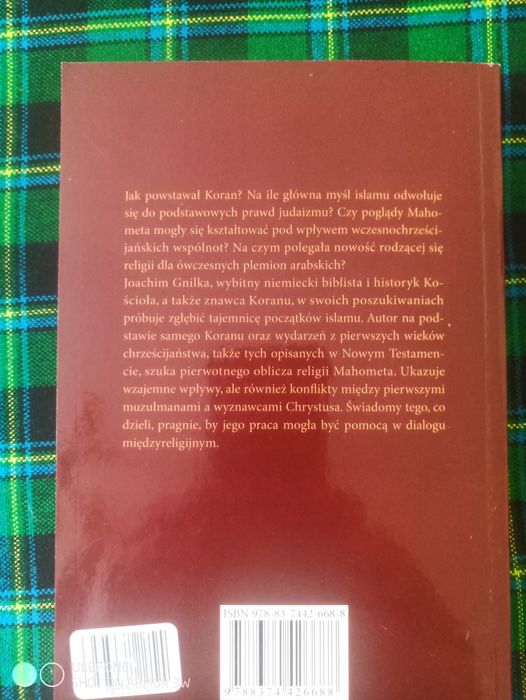 Jak powstawał Koran? Na ile główna myśl islamu odwołuje
się do podstawowych prawd judaizmu? Czy poglądy Maho-
meta mogły się kształtować pod wpływem wczesnochrześci-
jańskich wspólnot? Na czym polegała nowość rodzącej się
religii dla ówczesnych plemion arabskich?
Joachim Gnilka, wybitny niemiecki biblista i historyk Ko-
ścioła, a także znawca Koranu, w swoich poszukiwaniach
próbuje zgłębić tajemnicę początków islamu. Autor na pod-
stawie samego Koranu oraz wydarzeń z pierwszych wieków
chrześcijaństwa, także tych opisanych w Nowym Testamen-
cie, szuka pierwotnego oblicza religii Mahometa. Ukazuje
wzajemne wpływy, ale również konflikty między pierwszymi
muzułmanami a wyznawcami Chrystusa. Świadomy tego, co
dzieli, pragnie, by jego praca mogła być pomocą w dialogu
międzyreligijnym.
ISBN 978-83-7442-668-8
9788374426688